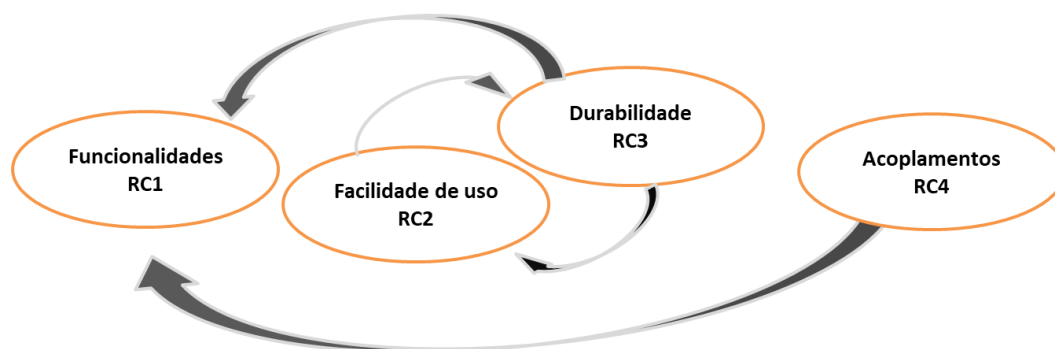 Funcionalidades
RC1
Facilidade de uso
RC2
Durabilidade
RC3
Acoplamentos
RC4